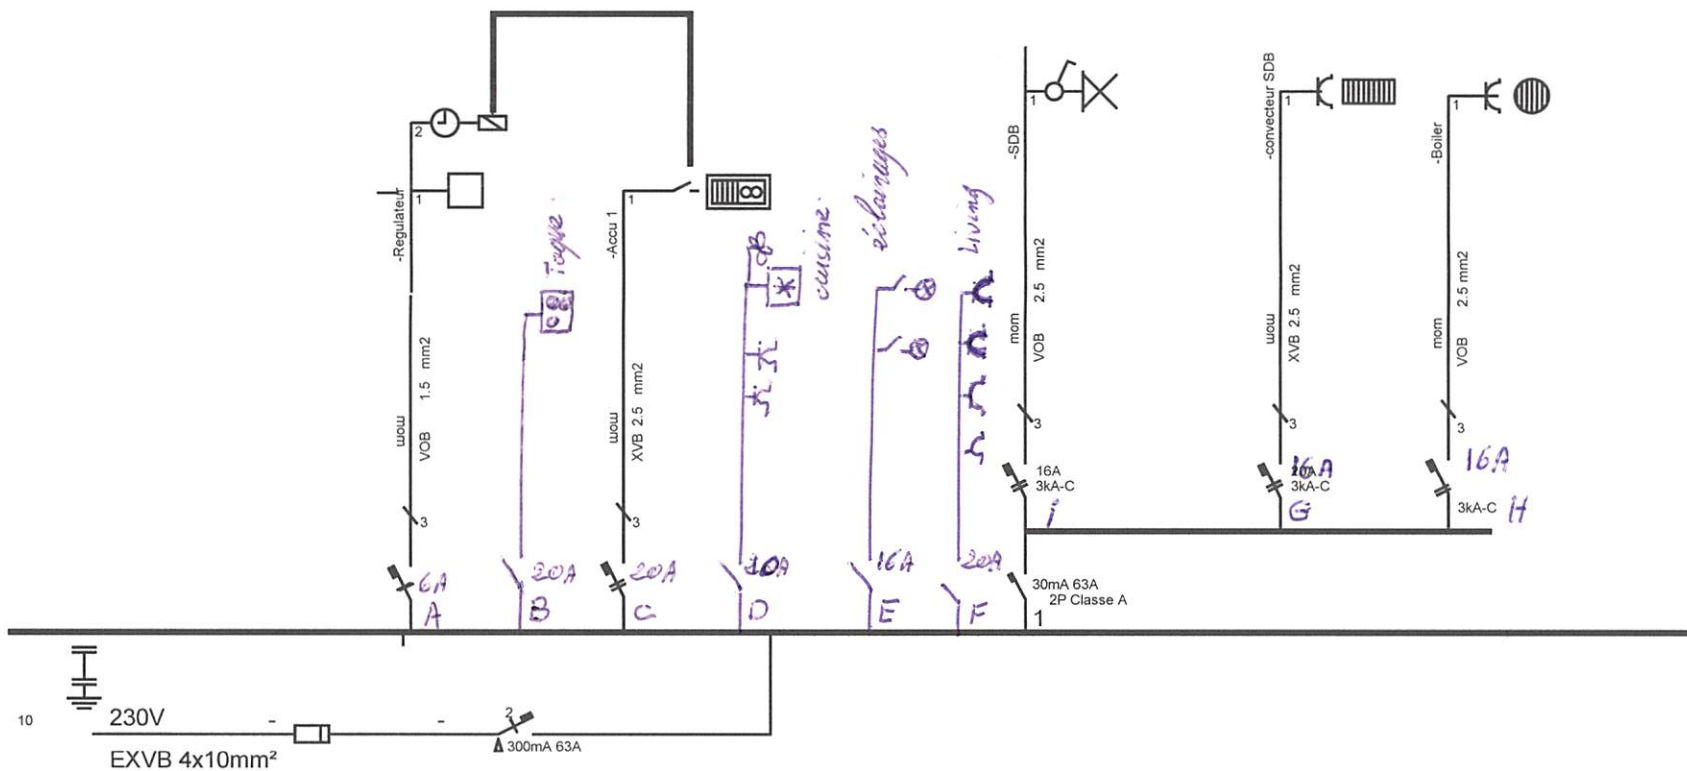 2
-Regulateur
1
mom
VOB 1.5 mm2
3
6A
A
Taque
20A
B
-Accu 1
1
mom
XVB 2.5 mm2
3
20A
C
cuisine
D
éclairages
16A
E
Living
20A
F
-SDB
1
mom
VOB 2.5 mm2
3
16A
3kA-C
i
30mA 63A
2P Classe A
1
-convecteur SDB
1
mom
XVB 2.5 mm2
3
16A
3kA-C
G
-Boiler
1
mom
VOB 2.5 mm2
3
16A
3kA-C
H
10
230V
-
-
2
300mA 63A
EXVB 4x10mm²